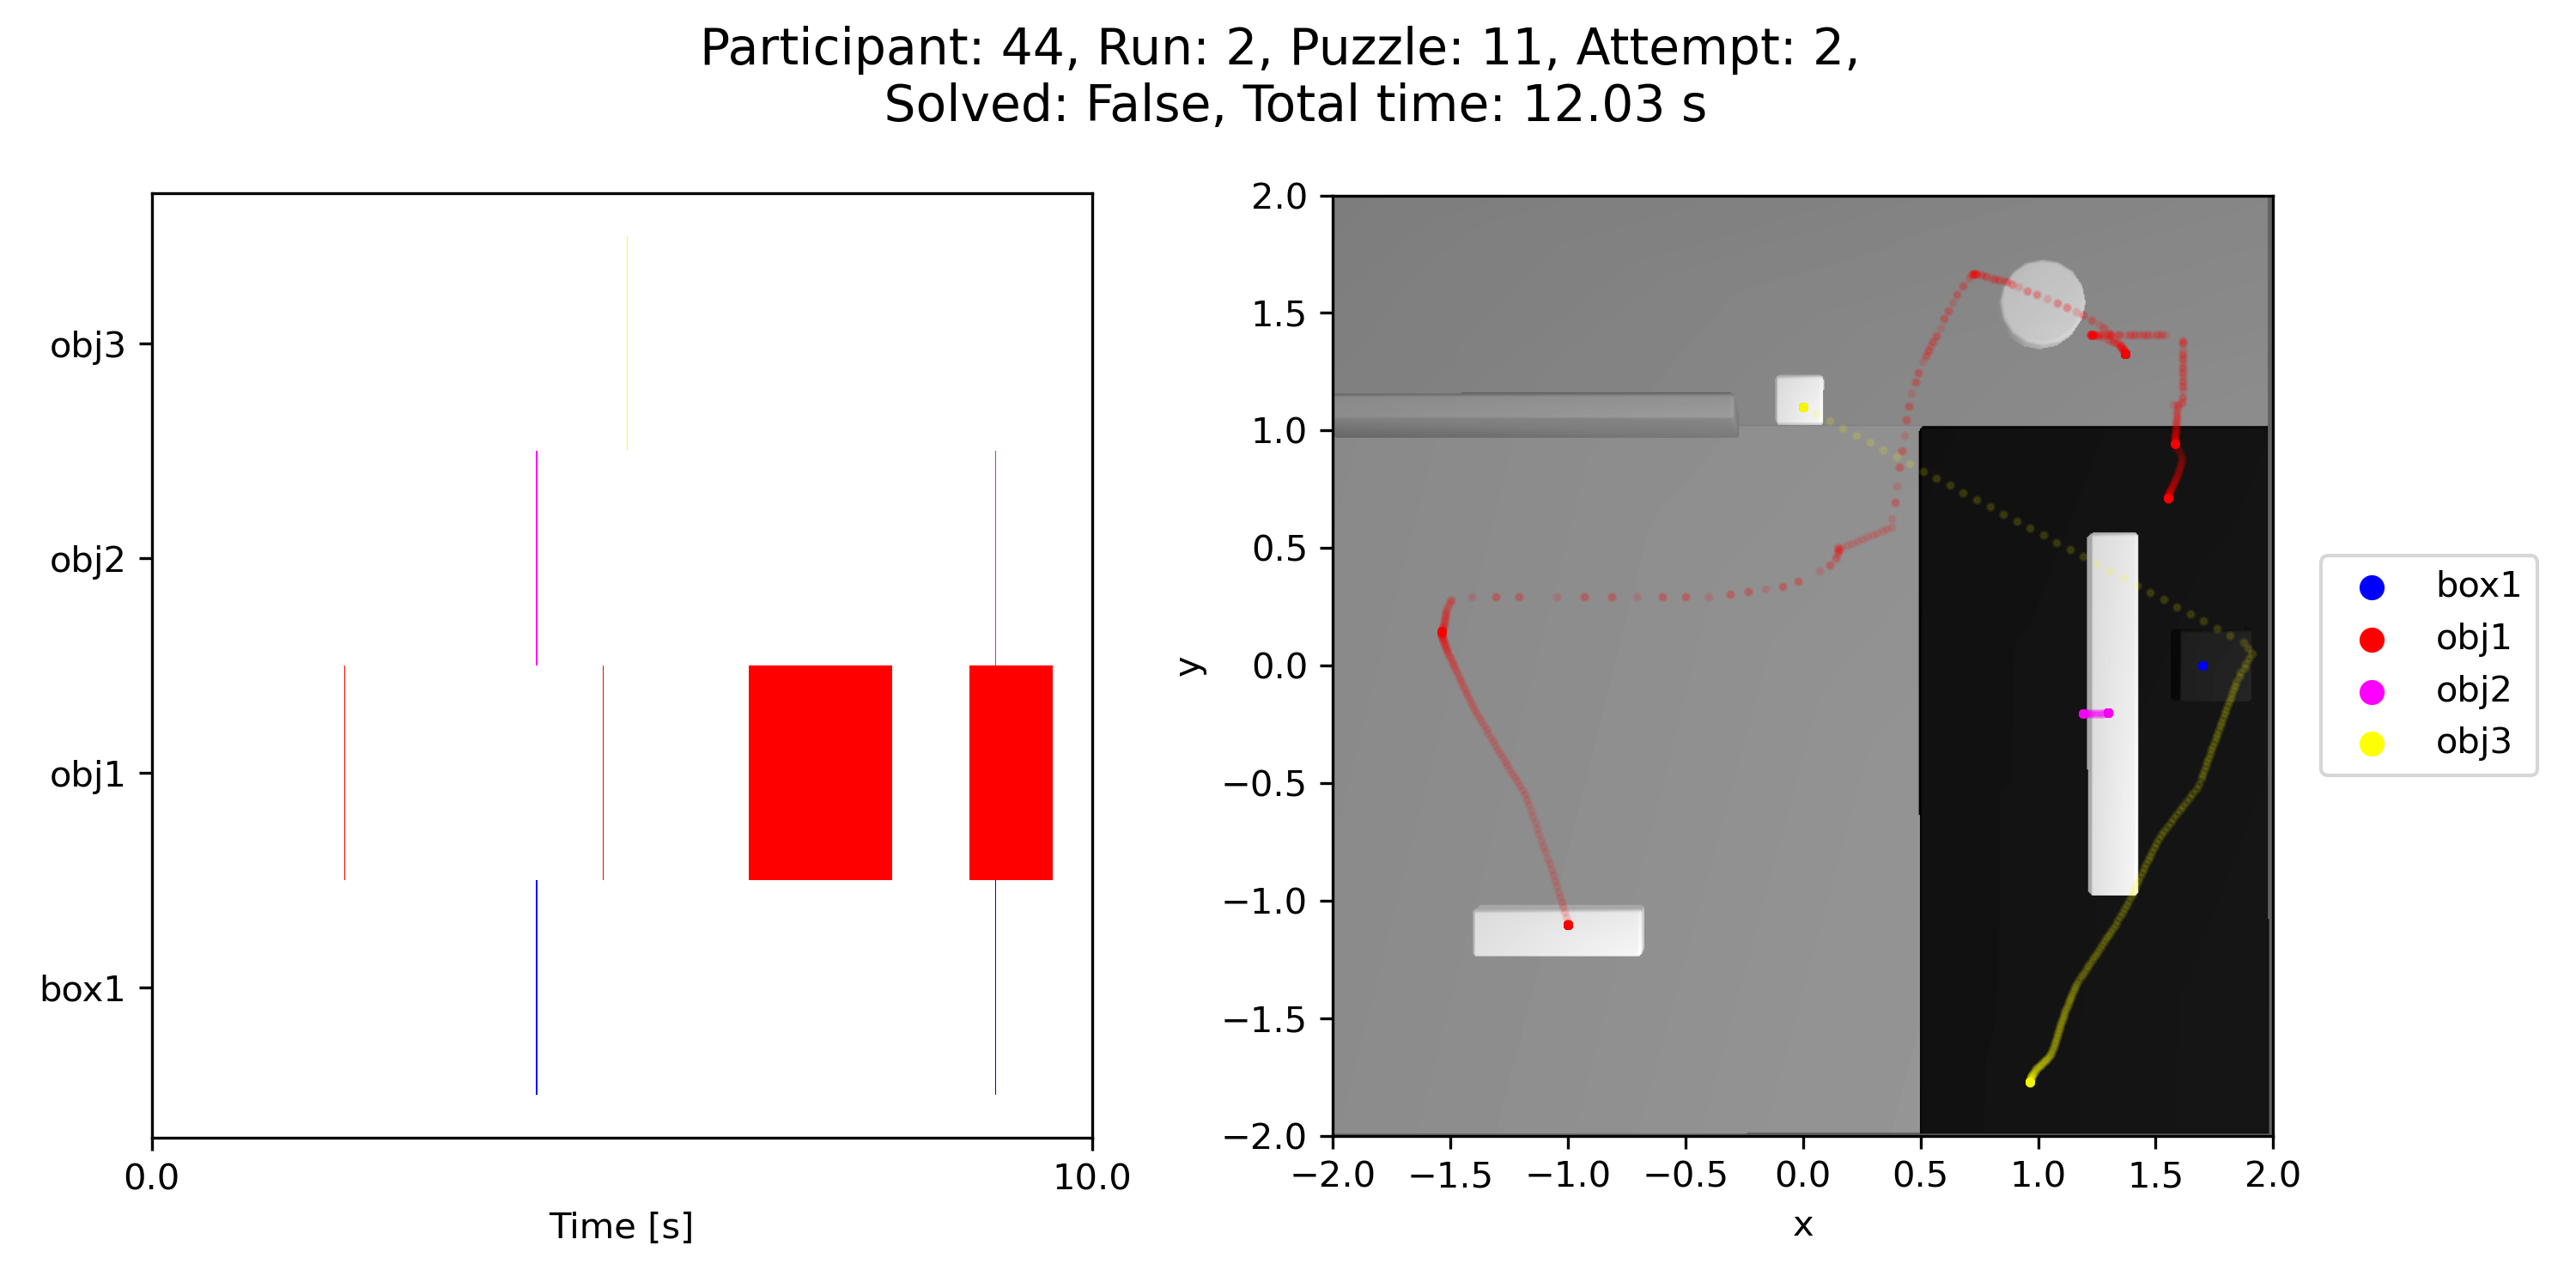 Participant: 44, Run: 2, Puzzle: 11, Attempt: 2,
Solved: False, Total time: 12.03 s
obj3
obj2
obj1
box1
0.0
10.0
Time [s]
2.0
1.5
1.0
0.5
0.0
−0.5
−1.0
−1.5
−2.0
y
−2.0
−1.5
−1.0
−0.5
0.0
0.5
1.0
1.5
2.0
x
box1
obj1
obj2
obj3